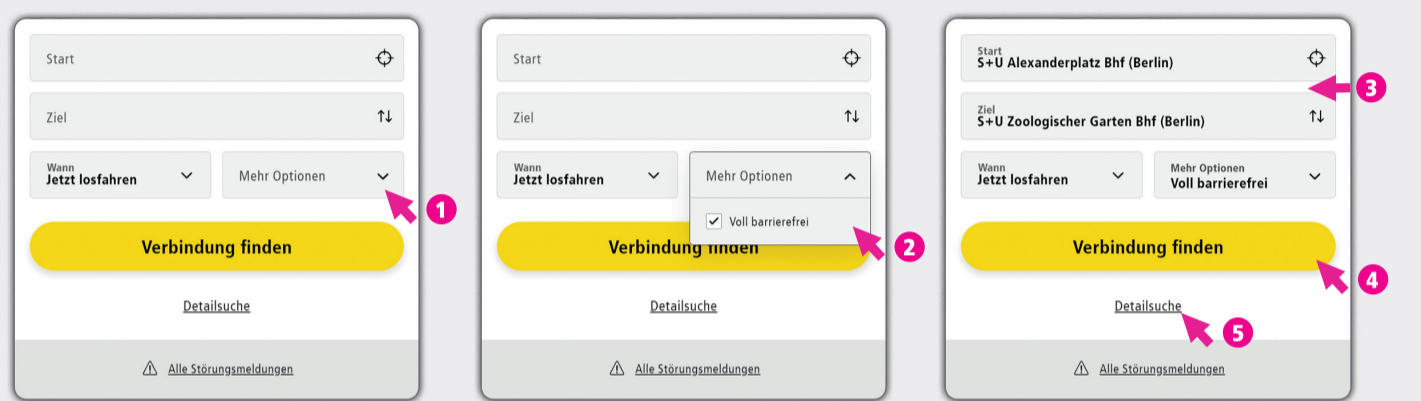 Start
Ziel
Wann
Jetzt losfahren
Mehr Optionen
1
Verbindung finden
Detailsuche
Alle Störungsmeldungen
Start
Ziel
Wann
Jetzt losfahren
Mehr Optionen
Voll barrierefrei
2
Verbindung finden
Detailsuche
Alle Störungsmeldungen
Start
S+U Alexanderplatz Bhf (Berlin)
3
Ziel
S+U Zoologischer Garten Bhf (Berlin)
Wann
Jetzt losfahren
Mehr Optionen
Voll barrierefrei
Verbindung finden
4
Detailsuche
5
Alle Störungsmeldungen